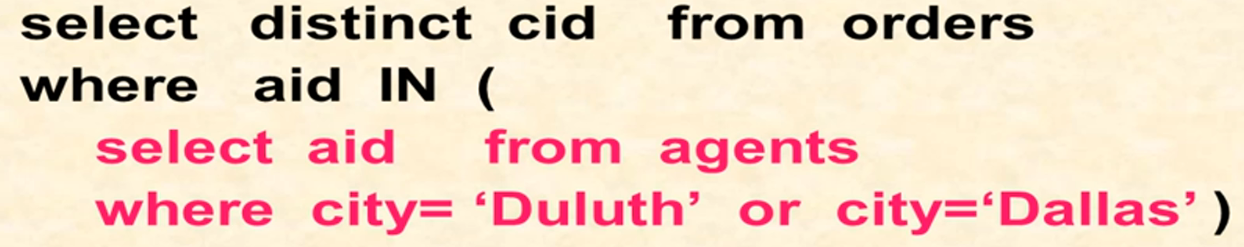 select distinct cid from orders
where aid IN (
select aid from agents
where city= ‘Duluth’ or city=‘Dallas’ )